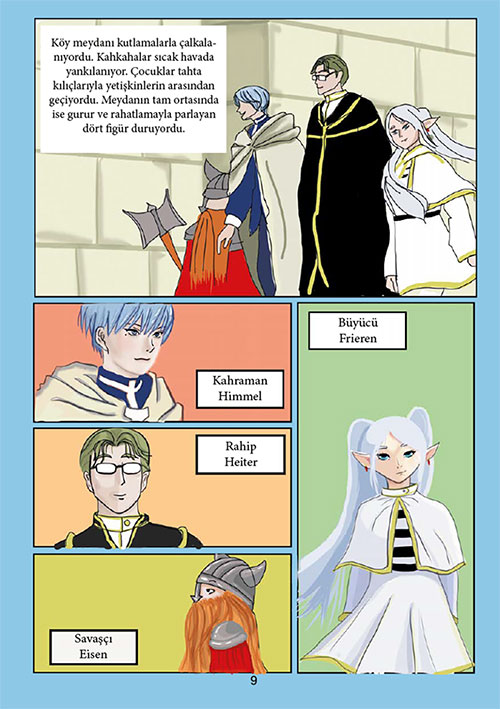 Köy meydanı kutlamalarla çalkala-
nıyordu. Kahkahalar sıcak havada
yankılanıyor. Çocuklar tahta
kılıçlarıyla yetişkinlerin arasından
geçiyordu. Meydanın tam ortasında
ise gurur ve rahatlamayla parlayan
dört figür duruyordu.
Kahraman
Himmel
Büyücü
Frieren
Rahip
Heiter
Savaşçı
Eisen
9